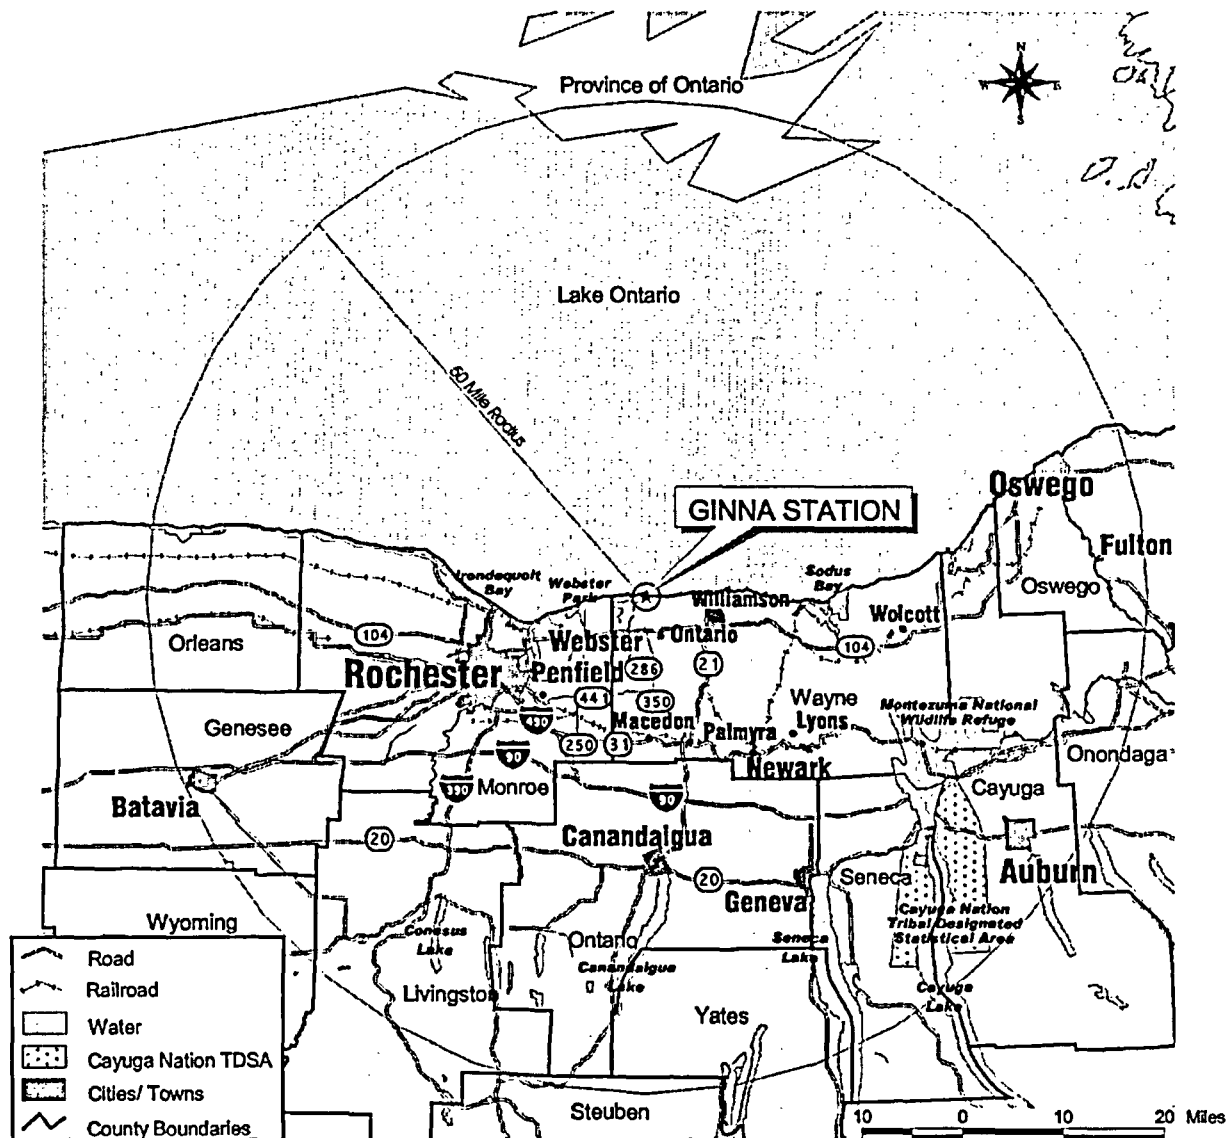 N
W E
S
Province of Ontario
Lake Ontario
50 Mile Radius
GINNA STATION
Oswego
Fulton
Oswego
Irondequoit
Bay
Webster
Park
Sodus
Bay
Williamson
Wolcott
Ontario
Orleans
104
Webster
Rochester
Penfield
286
21
104
441
350
Wayne
Lyons
Montezuma National
Wildlife Refuge
Genesee
490
Macedon
Palmyra
250
31
90
Newark
Onondaga
Batavia
390
Monroe
90
Cayuga
20
Canandaigua
Auburn
20
Geneva
Seneca
Cayuga Nation
Tribal Designated
Statistical Area
Wyoming
Conesus
Lake
Ontario
Seneca
Lake
Canandaigua
Lake
Livingston
Cayuga
Lake
Yates
Steuben
Road
Railroad
Water
Cayuga Nation TDSA
Cities/ Towns
County Boundaries
10 0 10 20 Miles